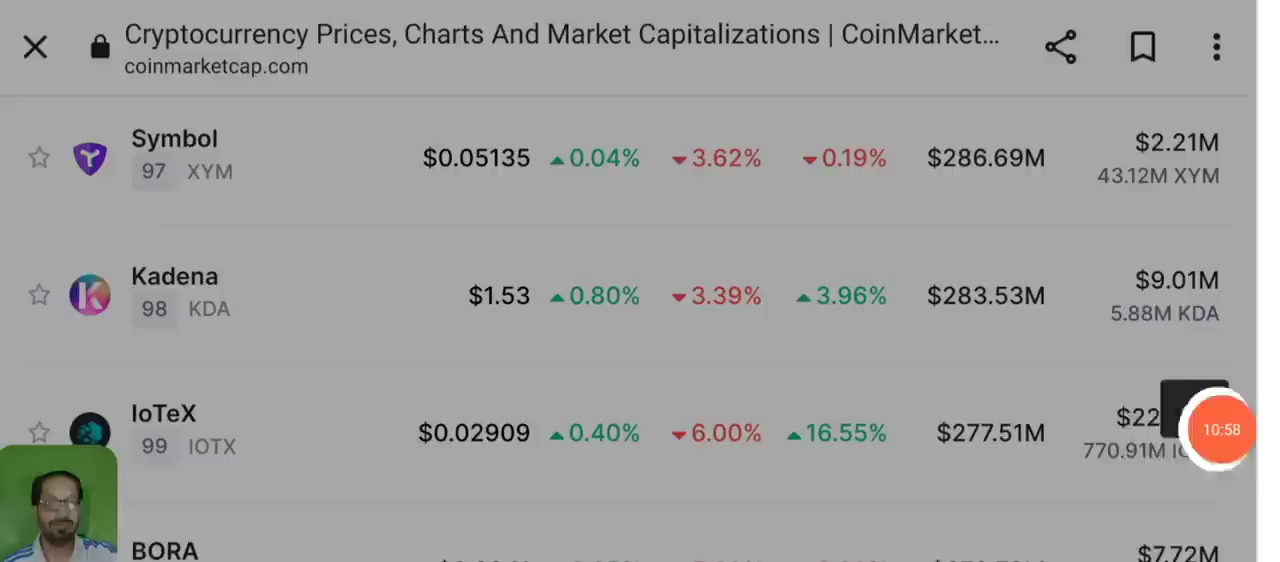 Cryptocurrency Prices, Charts And Market Capitalizations | CoinMarket...
coinmarketcap.com
Symbol
97 XYM
$0.05135 0.04% 3.62% 0.19% $286.69M
$2.21M
43.12M XYM
Kadena
98 KDA
$1.53 0.80% 3.39% 3.96% $283.53M
$9.01M
5.88M KDA
IoTeX
99 IOTX
$0.02909 0.40% 6.00% 16.55% $277.51M
$22
770.91M
10:58
BORA
$7.72M